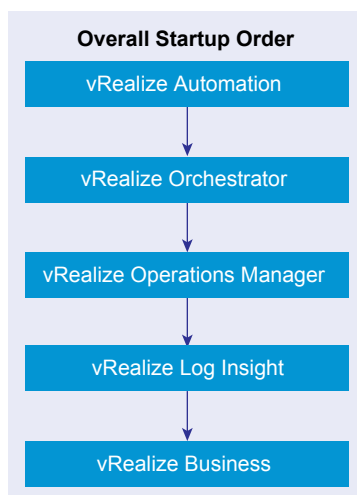 Overall Startup Order
vRealize Automation
vRealize Orchestrator
vRealize Operations Manager
vRealize Log Insight
vRealize Business